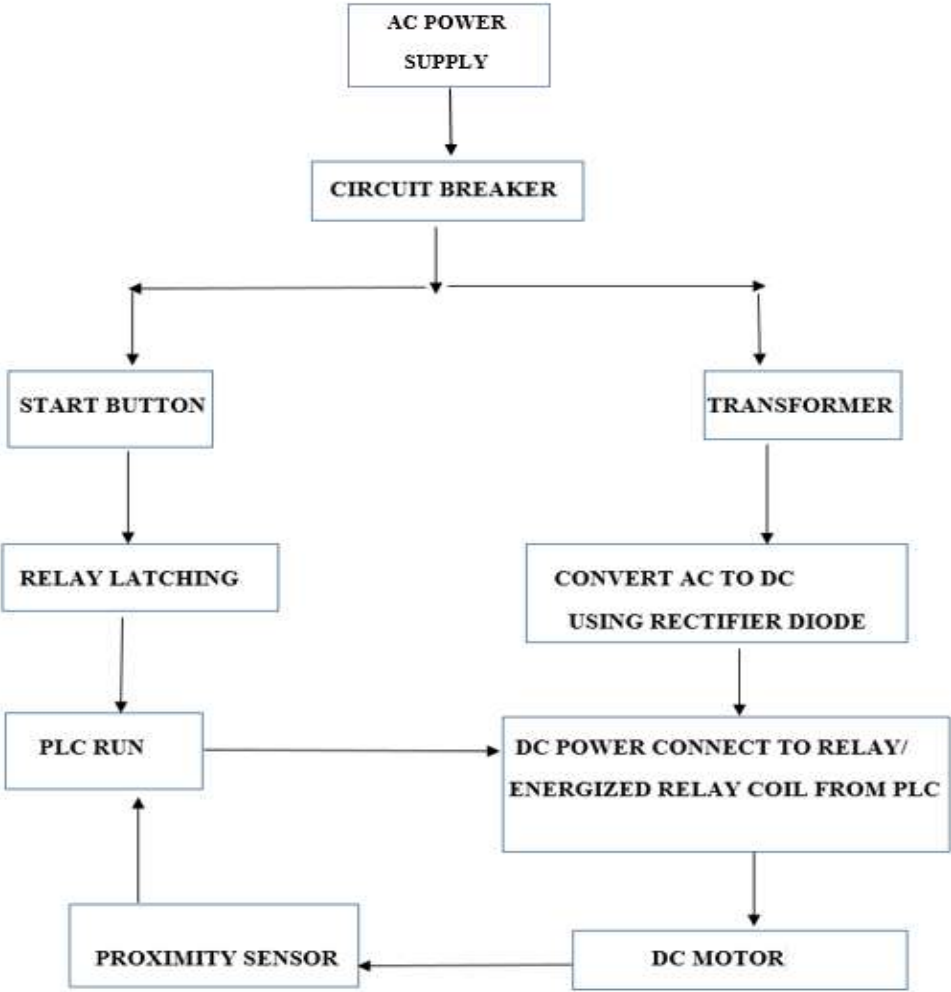 AC POWER
SUPPLY
CIRCUIT BREAKER
START BUTTON
TRANSFORMER
RELAY LATCHING
CONVERT AC TO DC
USING RECTIFIER DIODE
PLC RUN
DC POWER CONNECT TO RELAY/
ENERGIZED RELAY COIL FROM PLC
PROXIMITY SENSOR
DC MOTOR